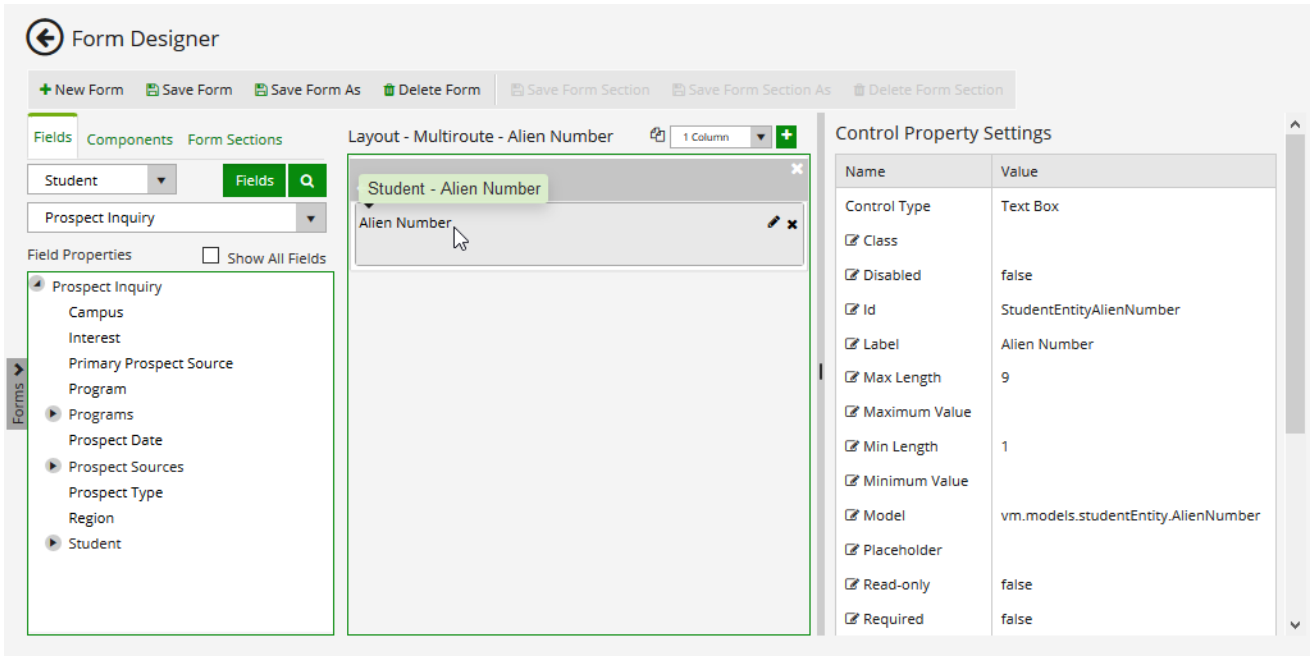 Form Designer
New Form Save Form Save Form As Delete Form Save Form Section Save Form Section As Delete Form Section
Fields Components Form Sections
Student Fields
Prospect Inquiry
Field Properties Show All Fields
Prospect Inquiry
Campus
Interest
Primary Prospect Source
Program
Programs
Prospect Date
Prospect Sources
Prospect Type
Region
Student
Forms
Layout - Multiroute - Alien Number 1 Column
Student - Alien Number
Alien Number
Control Property Settings
Name Value
Control Type Text Box
Class
Disabled false
Id StudentEntityAlienNumber
Label Alien Number
Max Length 9
Maximum Value
Min Length 1
Minimum Value
Model vm.models.studentEntity.AlienNumber
Placeholder
Read-only false
Required false